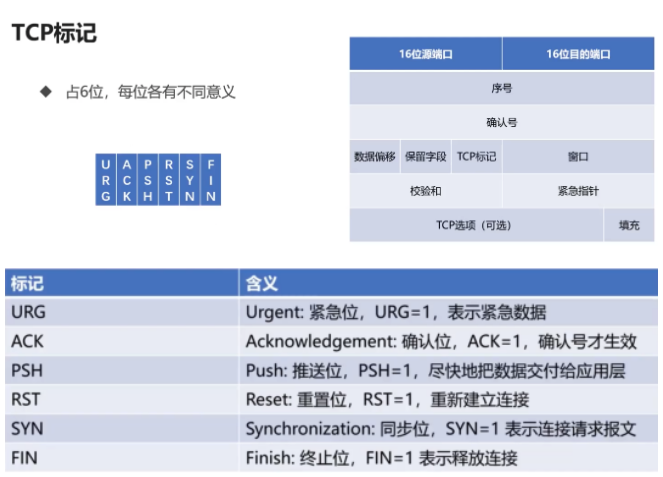 TCP标记
◆ 占6位，每位各有不同意义
URG ACK PSH RST SYN FIN
16位源端口 16位目的端口
序号
确认号
数据偏移 保留字段 TCP标记 窗口
校验和 紧急指针
TCP选项（可选） 填充
标记 含义
URG Urgent: 紧急位，URG=1，表示紧急数据
ACK Acknowledgement: 确认位，ACK=1，确认号才生效
PSH Push: 推送位，PSH=1，尽快地把数据交付给应用层
RST Reset: 重置位，RST=1，重新建立连接
SYN Synchronization: 同步位，SYN=1 表示连接请求报文
FIN Finish: 终止位，FIN=1 表示释放连接